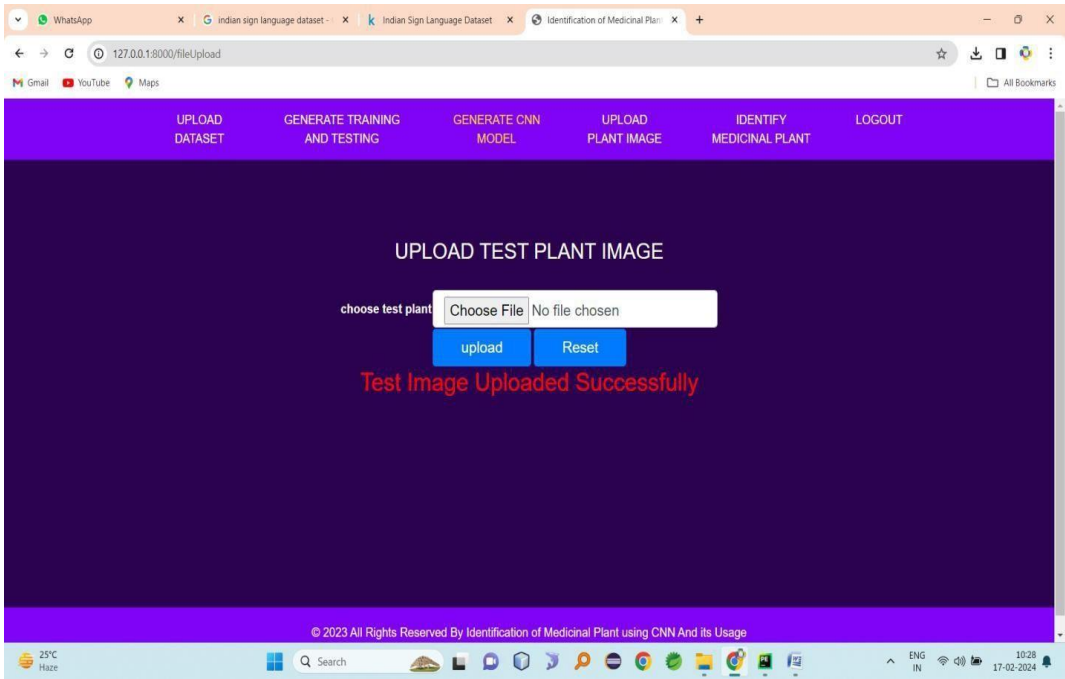 WhatsApp
indian sign language dataset -
Indian Sign Language Dataset
Identification of Medicinal Plan
127.0.0.1:8000/fileUpload
Gmail YouTube Maps All Bookmarks
UPLOAD DATASET
GENERATE TRAINING AND TESTING
GENERATE CNN MODEL
UPLOAD PLANT IMAGE
IDENTIFY MEDICINAL PLANT
LOGOUT
UPLOAD TEST PLANT IMAGE
choose test plant Choose File No file chosen
upload Reset
Test Image Uploaded Successfully
© 2023 All Rights Reserved By Identification of Medicinal Plant using CNN And its Usage
25°C
Haze
Search
ENG
IN
10:28
17-02-2024